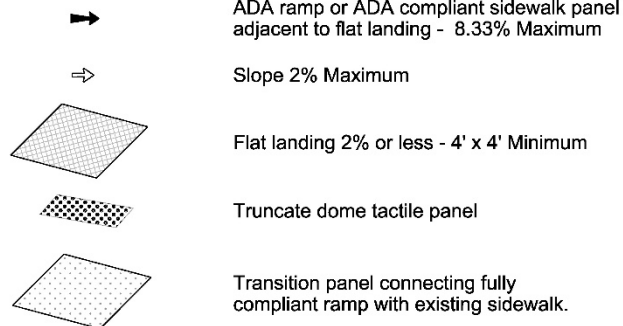 ADA ramp or ADA compliant sidewalk panel
adjacent to flat landing - 8.33% Maximum
Slope 2% Maximum
Flat landing 2% or less - 4' x 4' Minimum
Truncate dome tactile panel
Transition panel connecting fully
compliant ramp with existing sidewalk.